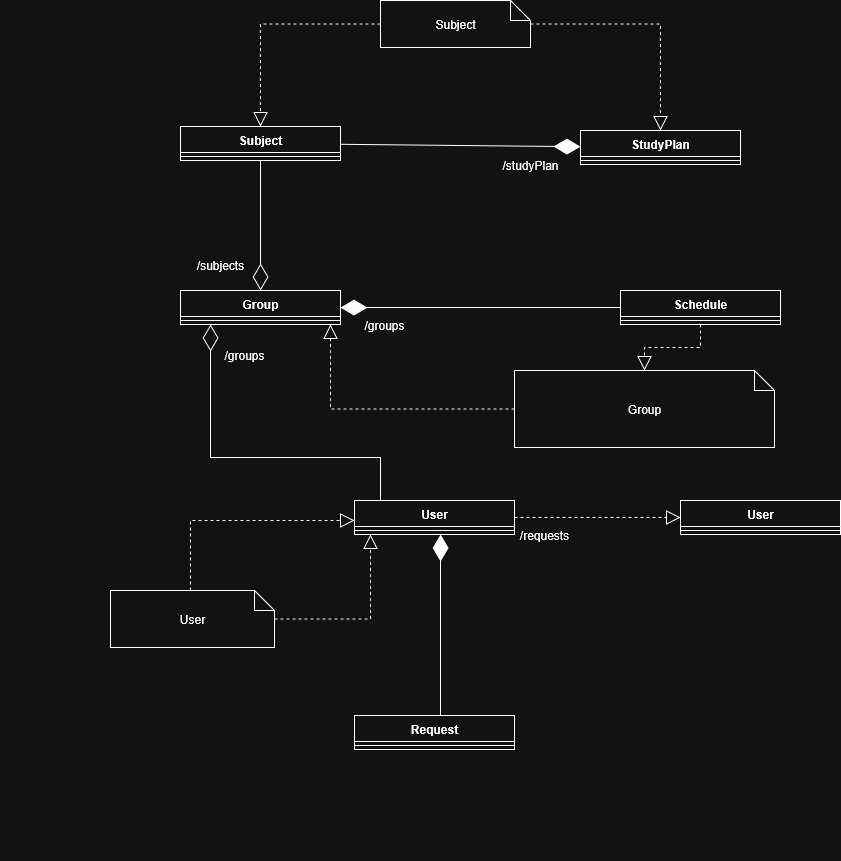 Subject
Subject
StudyPlan
/studyPlan
/subjects
Group
Schedule
/groups
/groups
Group
User
User
/requests
User
Request